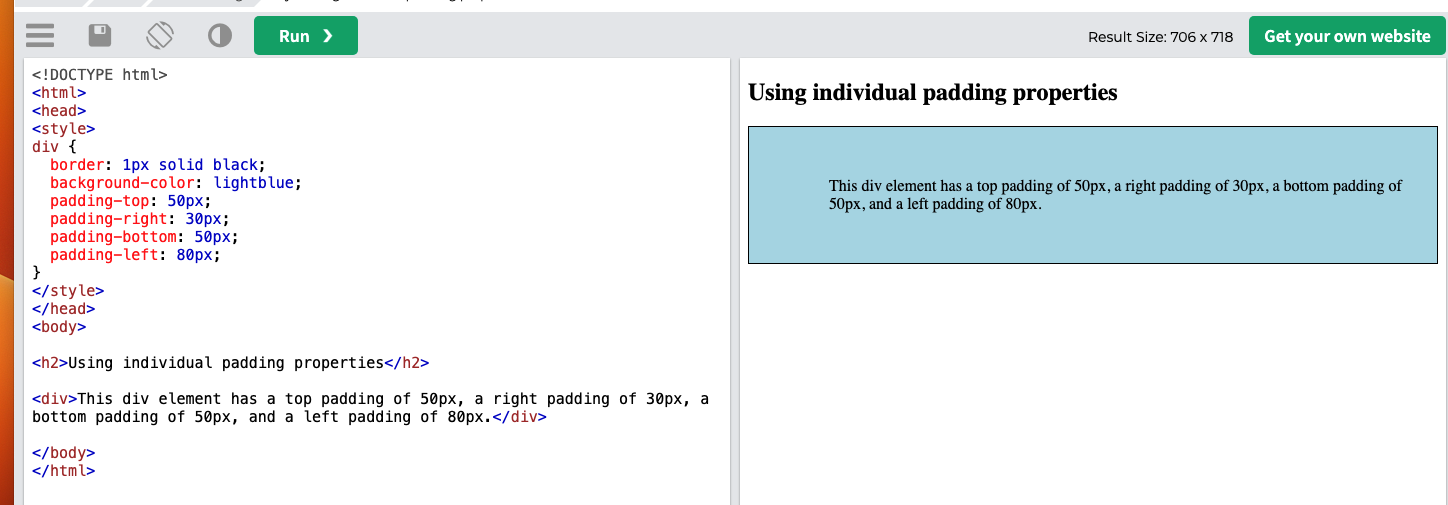 Run ❯
Result Size: 706 x 718
Get your own website
<!DOCTYPE html>
<html>
<head>
<style>
div {
  border: 1px solid black;
  background-color: lightblue;
  padding-top: 50px;
  padding-right: 30px;
  padding-bottom: 50px;
  padding-left: 80px;
}
</style>
</head>
<body>

<h2>Using individual padding properties</h2>

<div>This div element has a top padding of 50px, a right padding of 30px, a
bottom padding of 50px, and a left padding of 80px.</div>

</body>
</html>
Using individual padding properties
This div element has a top padding of 50px, a right padding of 30px, a bottom padding of
50px, and a left padding of 80px.